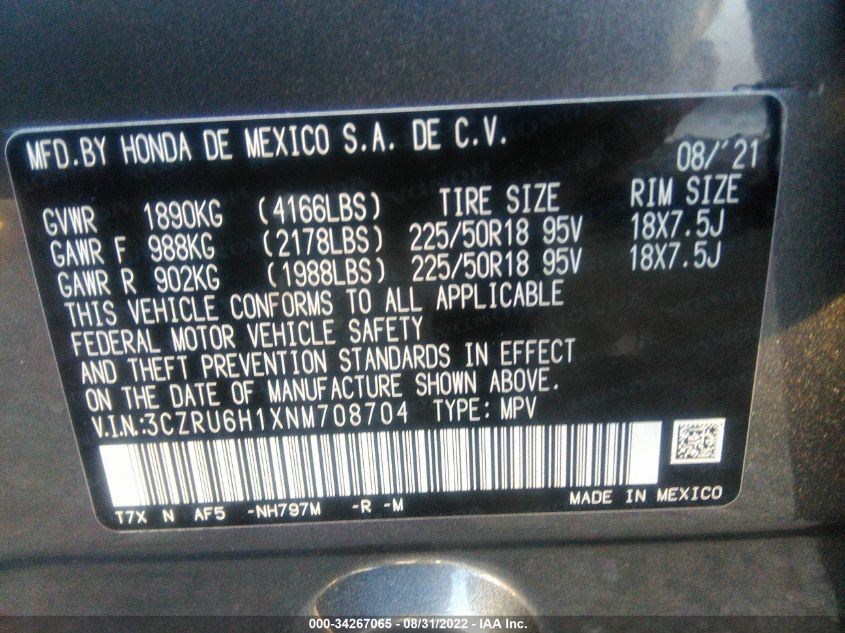 MFD.BY HONDA DE MEXICO S.A. DE C.V.
08/'21
GVWR 1890KG (4166LBS) TIRE SIZE RIM SIZE
GAWR F 988KG (2178LBS) 225/50R18 95V 18X7.5J
GAWR R 902KG (1988LBS) 225/50R18 95V 18X7.5J
THIS VEHICLE CONFORMS TO ALL APPLICABLE
FEDERAL MOTOR VEHICLE SAFETY
AND THEFT PREVENTION STANDARDS IN EFFECT
ON THE DATE OF MANUFACTURE SHOWN ABOVE.
V.I.N.:3CZRU6H1XNM708704 TYPE: MPV
T7X N AF5 -NH797M -R -M MADE IN MEXICO
000-34267065 - 08/31/2022 - IAA Inc.